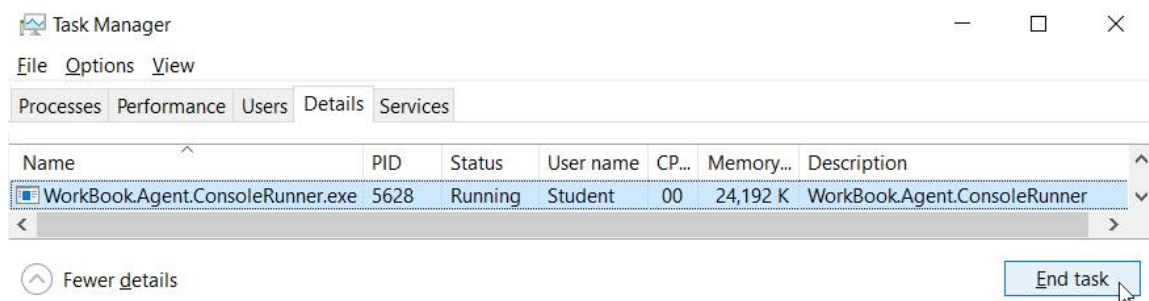 Task Manager
File Options View
Processes Performance Users Details Services
Name PID Status User name CP... Memory... Description
WorkBook.Agent.ConsoleRunner.exe 5628 Running Student 00 24,192 K WorkBook.Agent.ConsoleRunner
Fewer details End task